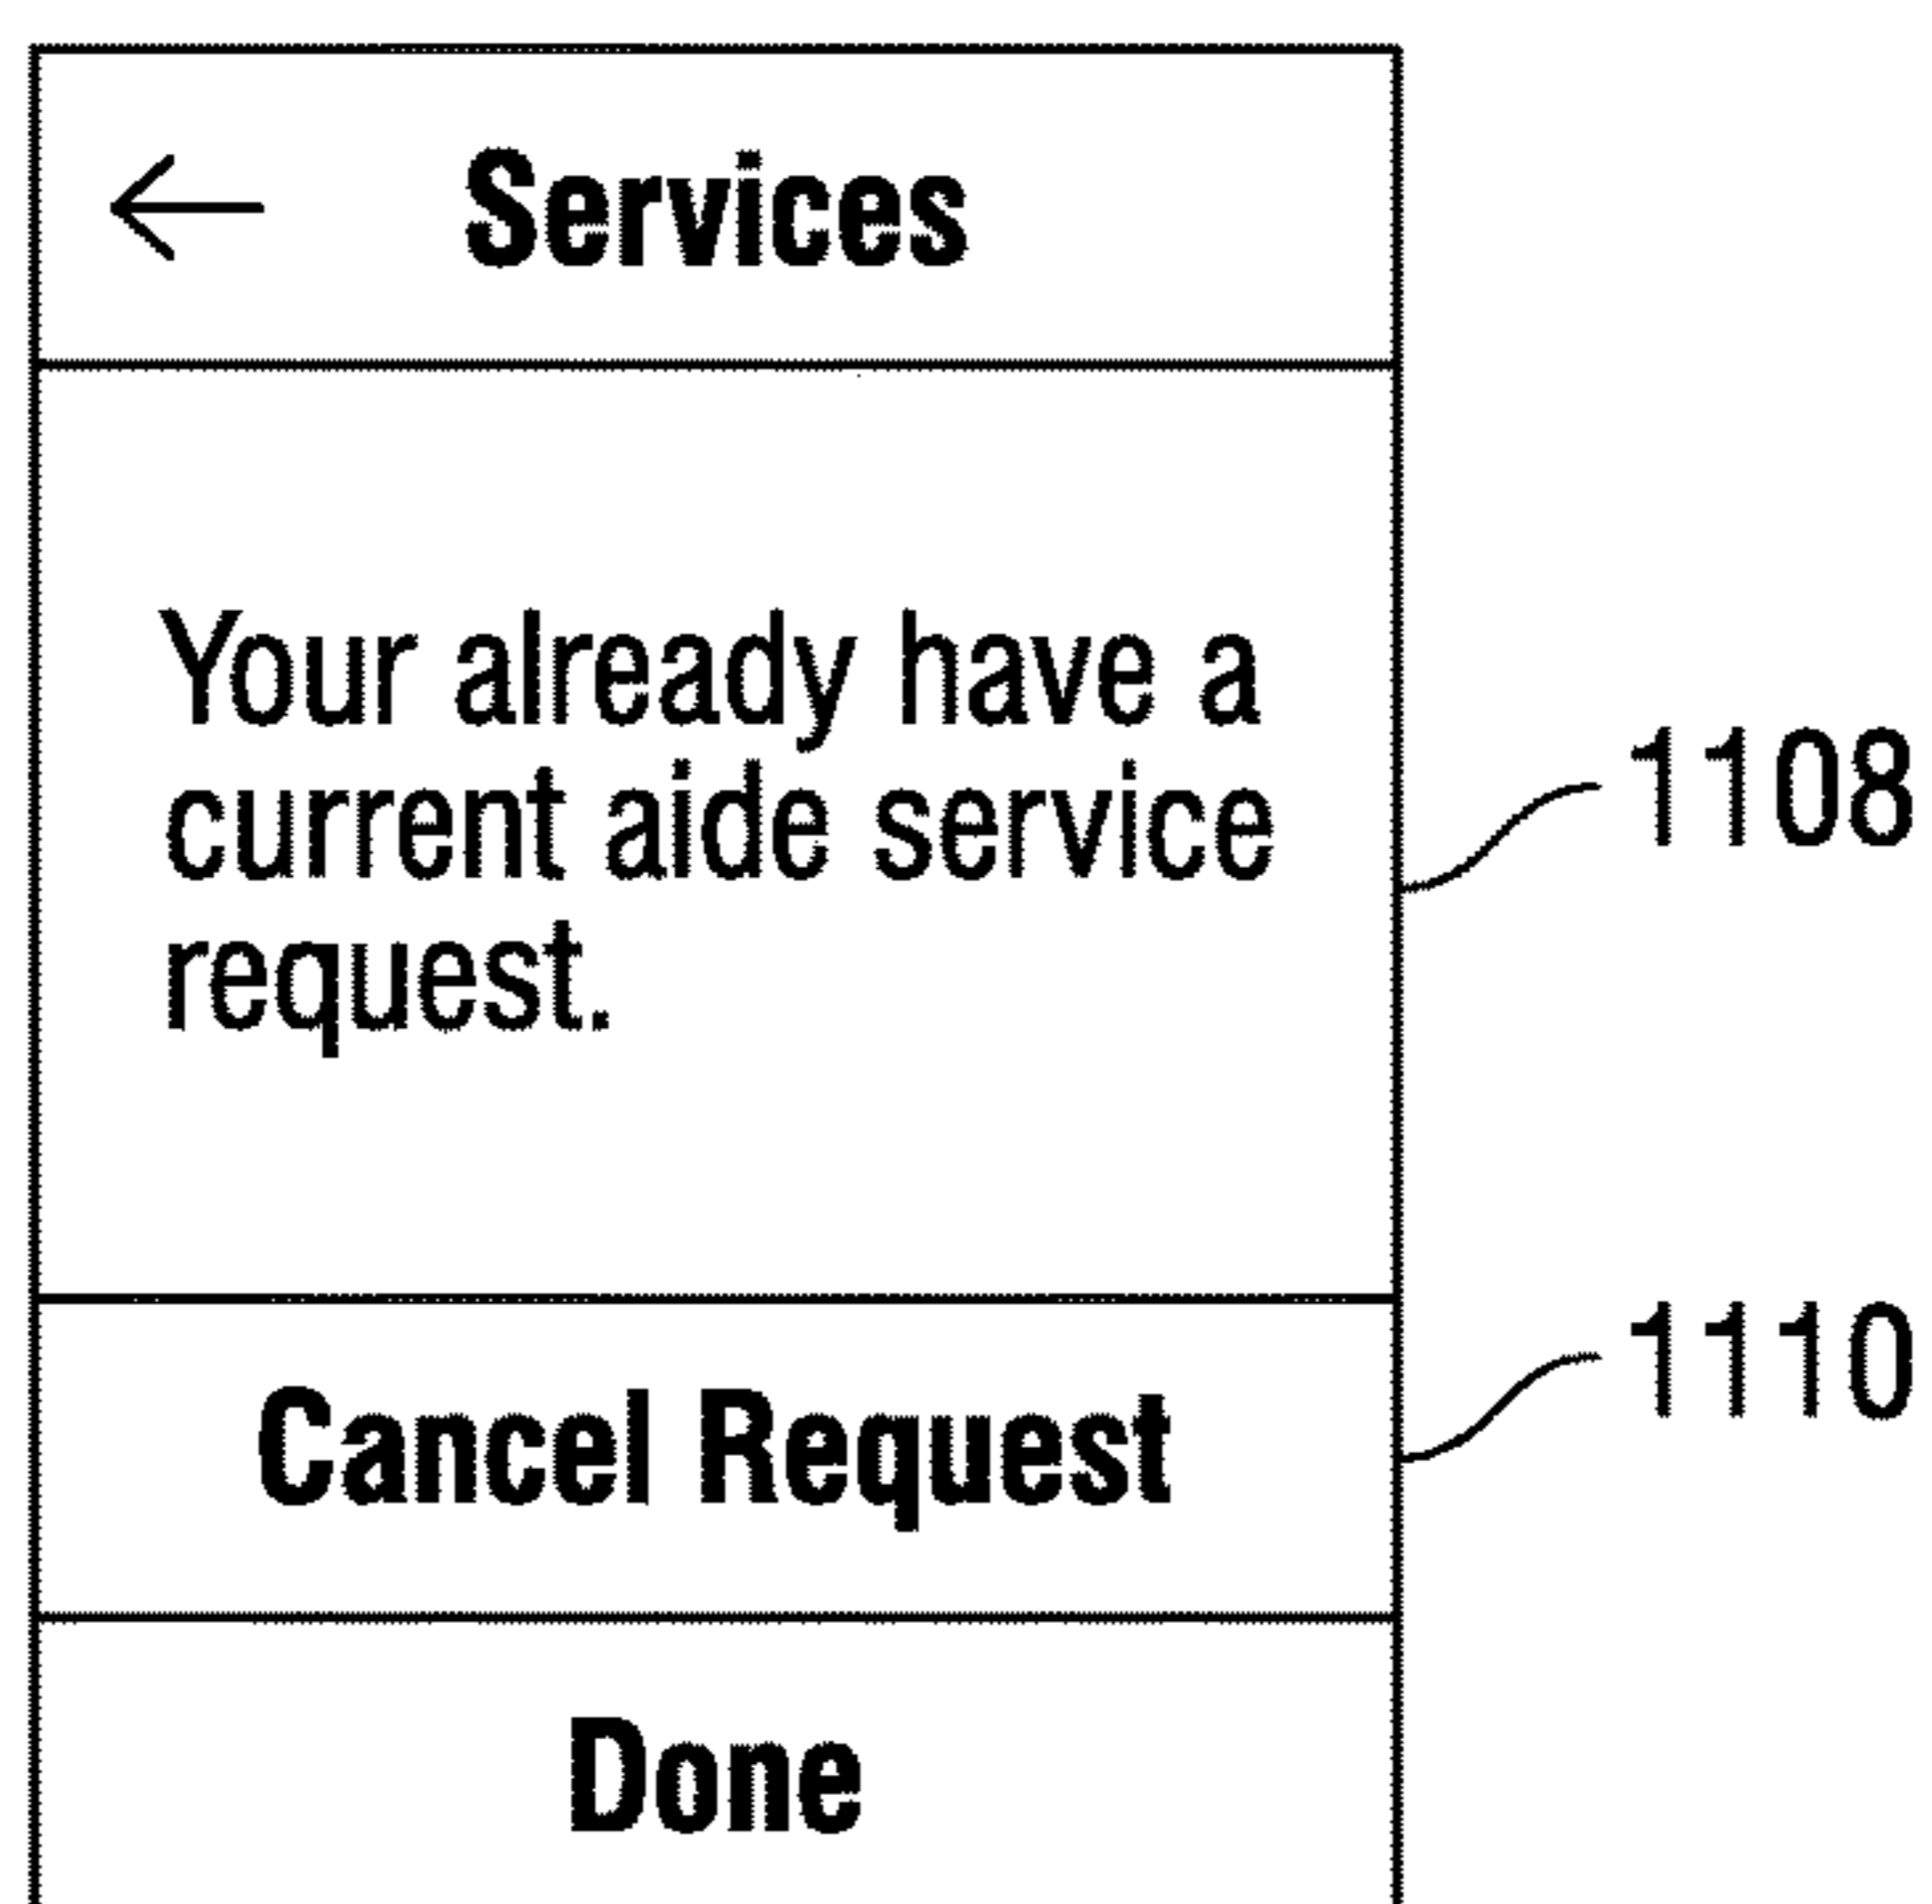 Services
Your already have a
current aide service
request.
1108
Cancel Request
1110
Done